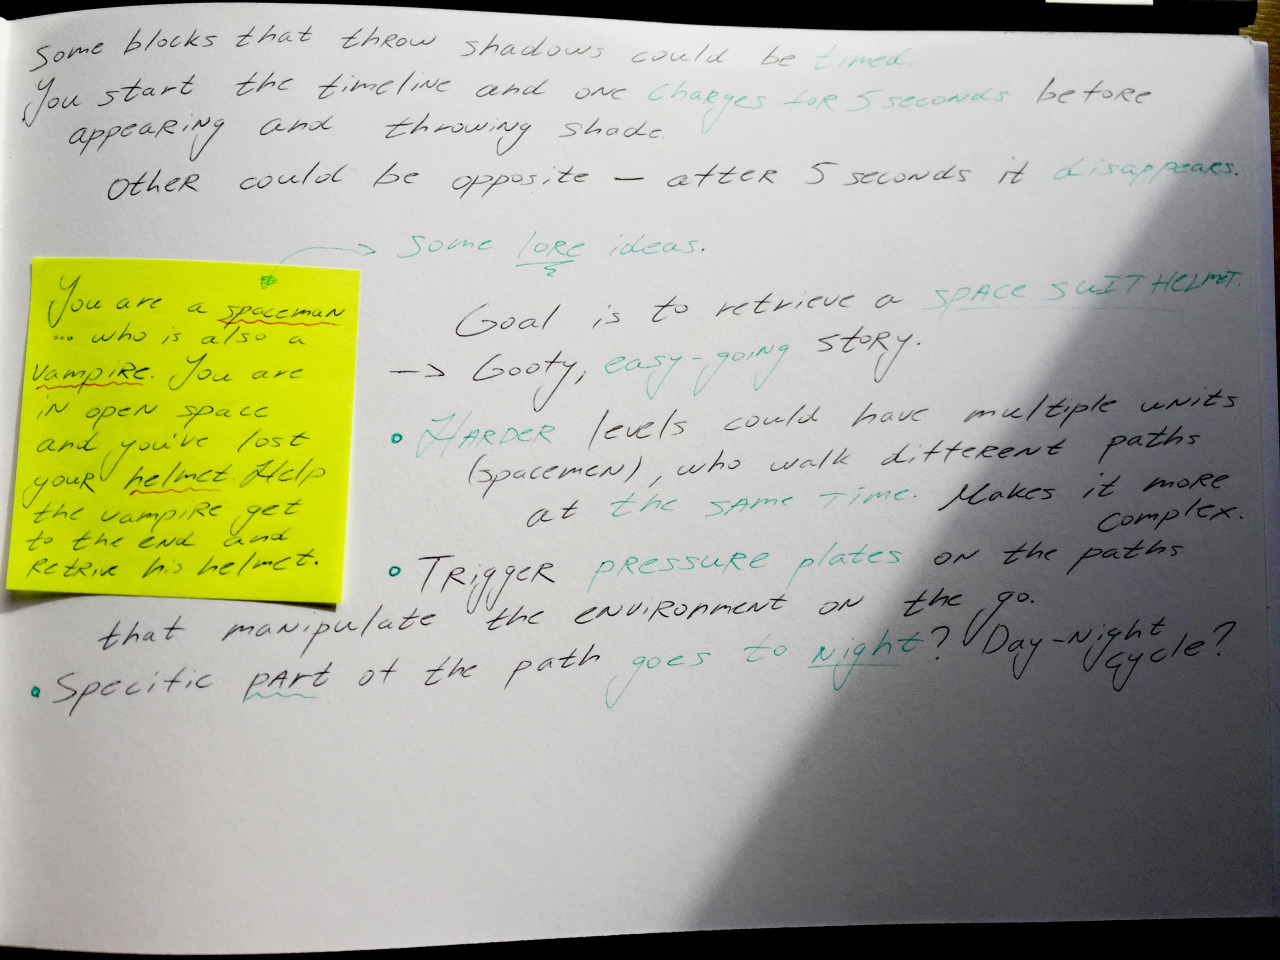 Some blocks that throw shadows could be timed.
You start the timeline and one charges for 5 seconds before
appearing and throwing shade.
Other could be opposite – after 5 seconds it disappears.
Some lore ideas.
You are a spaceman
... who is also a
vampire. You are
in open space
and you've lost
your helmet. Help
the vampire get
to the end and
retrive his helmet.
Goal is to retrieve a space suit helmet.
-> Goofy, easy-going story.
• Harder levels could have multiple units
(spacemen), who walk different paths
at the same time. Makes it more
complex.
• Trigger pressure plates on the paths
that manipulate the environment on the go.
• Specific part of the path goes to night? Day-Night
cycle?